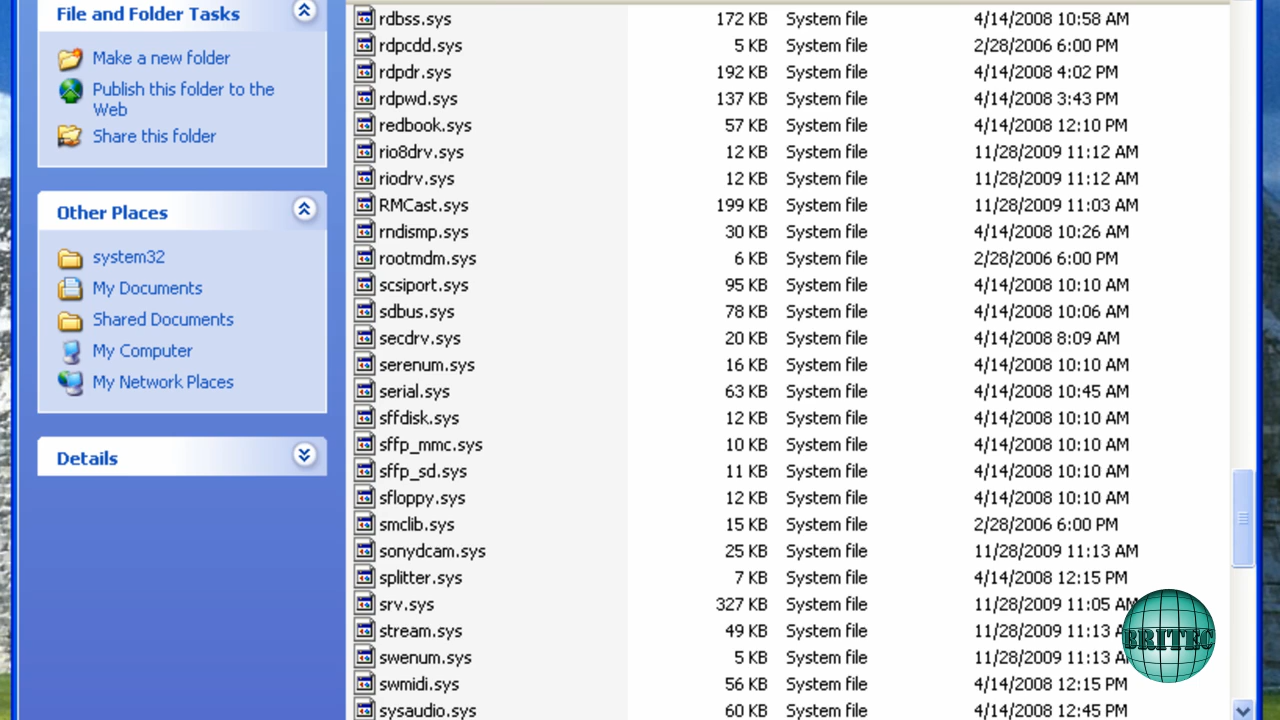 File and Folder Tasks
Make a new folder
Publish this folder to the
Web
Share this folder
Other Places
system32
My Documents
Shared Documents
My Computer
My Network Places
Details
rdbss.sys 172 KB System file 4/14/2008 10:58 AM
rdpcdd.sys 5 KB System file 2/28/2006 6:00 PM
rdpdr.sys 192 KB System file 4/14/2008 4:02 PM
rdpwd.sys 137 KB System file 4/14/2008 3:43 PM
redbook.sys 57 KB System file 4/14/2008 12:10 PM
rio8drv.sys 12 KB System file 11/28/2009 11:12 AM
riodrv.sys 12 KB System file 11/28/2009 11:12 AM
RMCast.sys 199 KB System file 11/28/2009 11:03 AM
rndismp.sys 30 KB System file 4/14/2008 10:26 AM
rootmdm.sys 6 KB System file 2/28/2006 6:00 PM
scsiport.sys 95 KB System file 4/14/2008 10:10 AM
sdbus.sys 78 KB System file 4/14/2008 10:06 AM
secdrv.sys 20 KB System file 4/14/2008 8:09 AM
serenum.sys 16 KB System file 4/14/2008 10:10 AM
serial.sys 63 KB System file 4/14/2008 10:45 AM
sffdisk.sys 12 KB System file 4/14/2008 10:10 AM
sffp_mmc.sys 10 KB System file 4/14/2008 10:10 AM
sffp_sd.sys 11 KB System file 4/14/2008 10:10 AM
sfloppy.sys 12 KB System file 4/14/2008 10:10 AM
smclib.sys 15 KB System file 2/28/2006 6:00 PM
sonydcam.sys 25 KB System file 11/28/2009 11:13 AM
splitter.sys 7 KB System file 4/14/2008 12:15 PM
srv.sys 327 KB System file 11/28/2009 11:05 AM
stream.sys 49 KB System file 11/28/2009 11:13 A
swenum.sys 5 KB System file 11/28/2009 11:13 A
swmidi.sys 56 KB System file 4/14/2008 12:15 PM
sysaudio.sys 60 KB System file 4/14/2008 12:45 PM
BRITEC